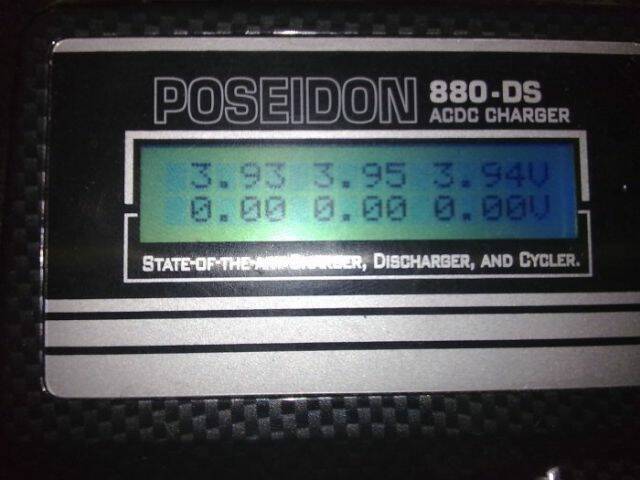 POSEIDON 880-DS
ACDC CHARGER
3.93 3.95 3.94V
0.00 0.00 0.00V
STATE-OF-THE-ART CHARGER, DISCHARGER, AND CYCLER.